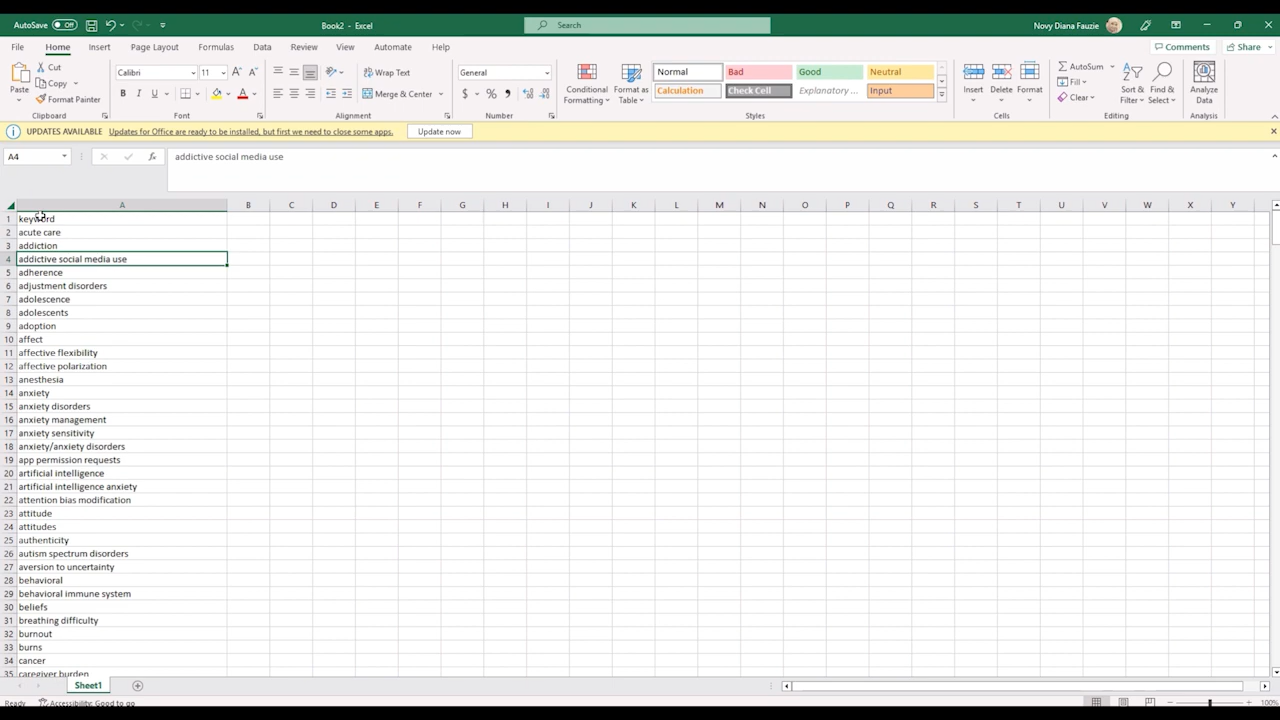 AutoSave Off Book2 - Excel Search Novy Diana Fauzie
File Home Insert Page Layout Formulas Data Review View Automate Help Comments Share
Paste Cut Copy Format Painter
Calibri 11 Wrap Text Merge & Center General
B I U
Conditional Formatting Format as Table
Normal Bad Good Neutral
Calculation Check Cell Explanatory ... Input
Insert Delete Format
AutoSum Fill Clear Sort & Filter Find & Select Analyze Data
Clipboard Font Alignment Number Styles Cells Editing Analysis
UPDATES AVAILABLE Updates for Office are ready to be installed, but first we need to close some apps. Update now
A4 fx addictive social media use
A B C D E F G H I J K L M N O P Q R S T U V W X Y
1 keyword
2 acute care
3 addiction
4 addictive social media use
5 adherence
6 adjustment disorders
7 adolescence
8 adolescents
9 adoption
10 affect
11 affective flexibility
12 affective polarization
13 anesthesia
14 anxiety
15 anxiety disorders
16 anxiety management
17 anxiety sensitivity
18 anxiety/anxiety disorders
19 app permission requests
20 artificial intelligence
21 artificial intelligence anxiety
22 attention bias modification
23 attitude
24 attitudes
25 authenticity
26 autism spectrum disorders
27 aversion to uncertainty
28 behavioral
29 behavioral immune system
30 beliefs
31 breathing difficulty
32 burnout
33 burns
34 cancer
35 caregiver burden
Sheet1
Ready Accessibility: Good to go 100%